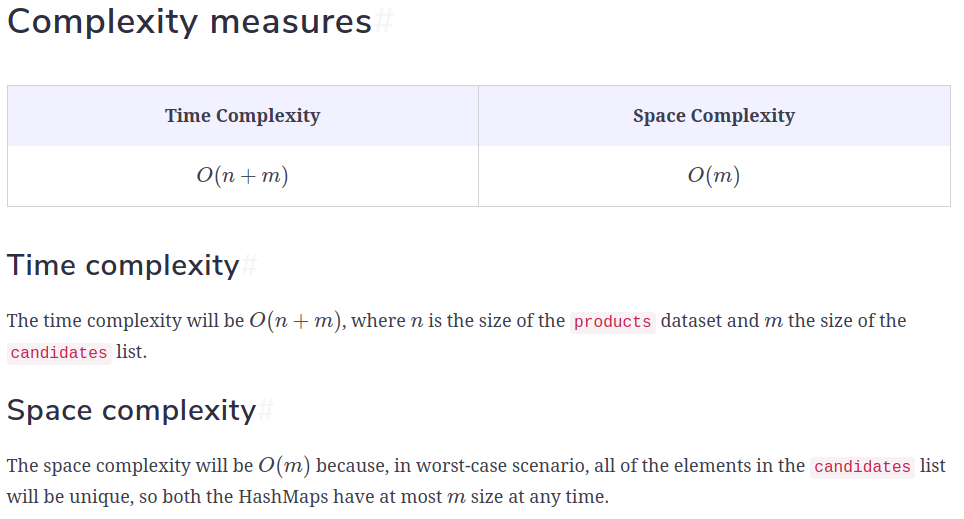 Complexity measures#
Time Complexity Space Complexity
O(n + m) O(m)
Time complexity#
The time complexity will be O(n + m), where n is the size of the products dataset and m the size of the
candidates list.
Space complexity#
The space complexity will be O(m) because, in worst-case scenario, all of the elements in the candidates list
will be unique, so both the HashMaps have at most m size at any time.